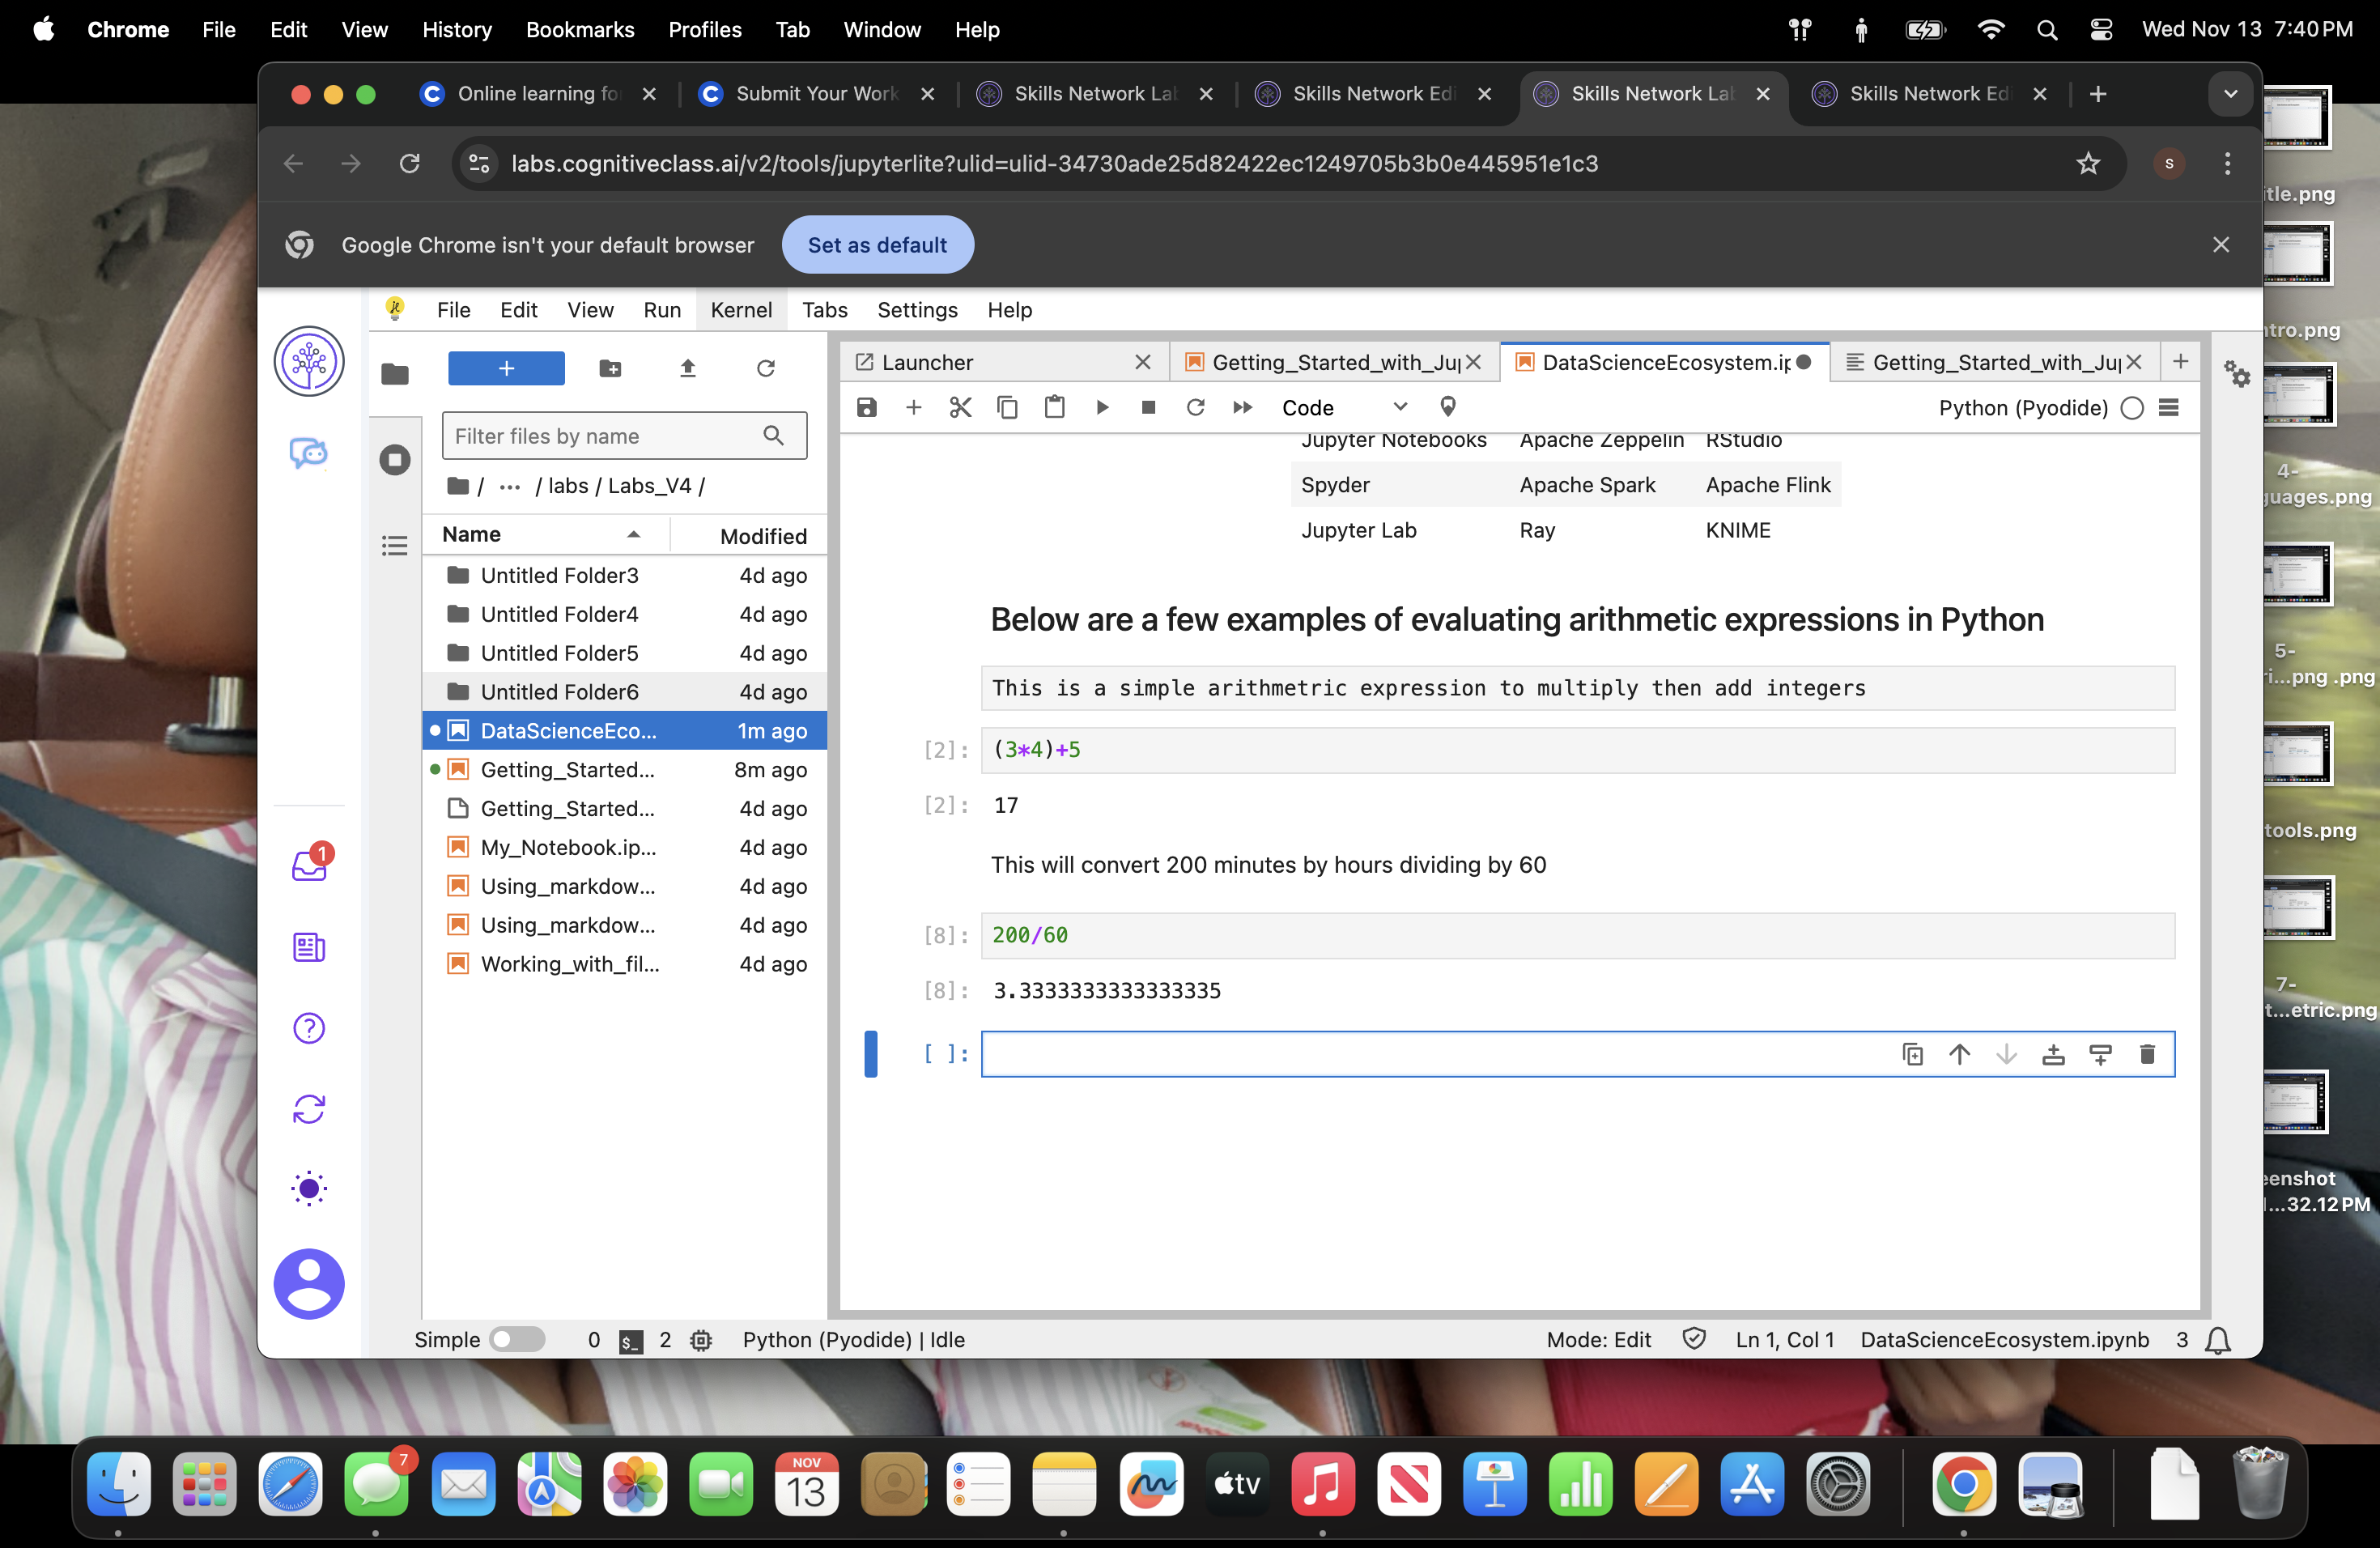 Chrome File Edit View History Bookmarks Profiles Tab Window Help Wed Nov 13 7:40 PM
Online learning fo Submit Your Work Skills Network La Skills Network Edi Skills Network La Skills Network Ed
labs.cognitiveclass.ai/v2/tools/jupyterlite?ulid=ulid-34730ade25d82422ec1249705b3b0e445951e1c3 s
Google Chrome isn't your default browser Set as default
File Edit View Run Kernel Tabs Settings Help
+
Filter files by name
/ ... / labs / Labs_V4 /
Name Modified
Untitled Folder3 4d ago
Untitled Folder4 4d ago
Untitled Folder5 4d ago
Untitled Folder6 4d ago
DataScienceEco... 1m ago
Getting_Started... 8m ago
Getting_Started... 4d ago
My_Notebook.ip... 4d ago
Using_markdow... 4d ago
Using_markdow... 4d ago
Working_with_fil... 4d ago
1
Launcher Getting_Started_with_Jup DataScienceEcosystem.ip Getting_Started_with_Jup
Code Python (Pyodide)
Jupyter Notebooks Apache Zeppelin RStudio
Spyder Apache Spark Apache Flink
Jupyter Lab Ray KNIME
Below are a few examples of evaluating arithmetic expressions in Python
This is a simple arithmetric expression to multiply then add integers
[2]: (3*4)+5
[2]: 17
This will convert 200 minutes by hours dividing by 60
[8]: 200/60
[8]: 3.3333333333333335
[ ]:
Simple 0 $_ 2 Python (Pyodide) | Idle Mode: Edit Ln 1, Col 1 DataScienceEcosystem.ipynb 3
itle.png
ntro.png
4-
guages.png
5-
ri...png .png
tools.png
7-
t...etric.png
eenshot
...32.12 PM
7
NOV
13
tv